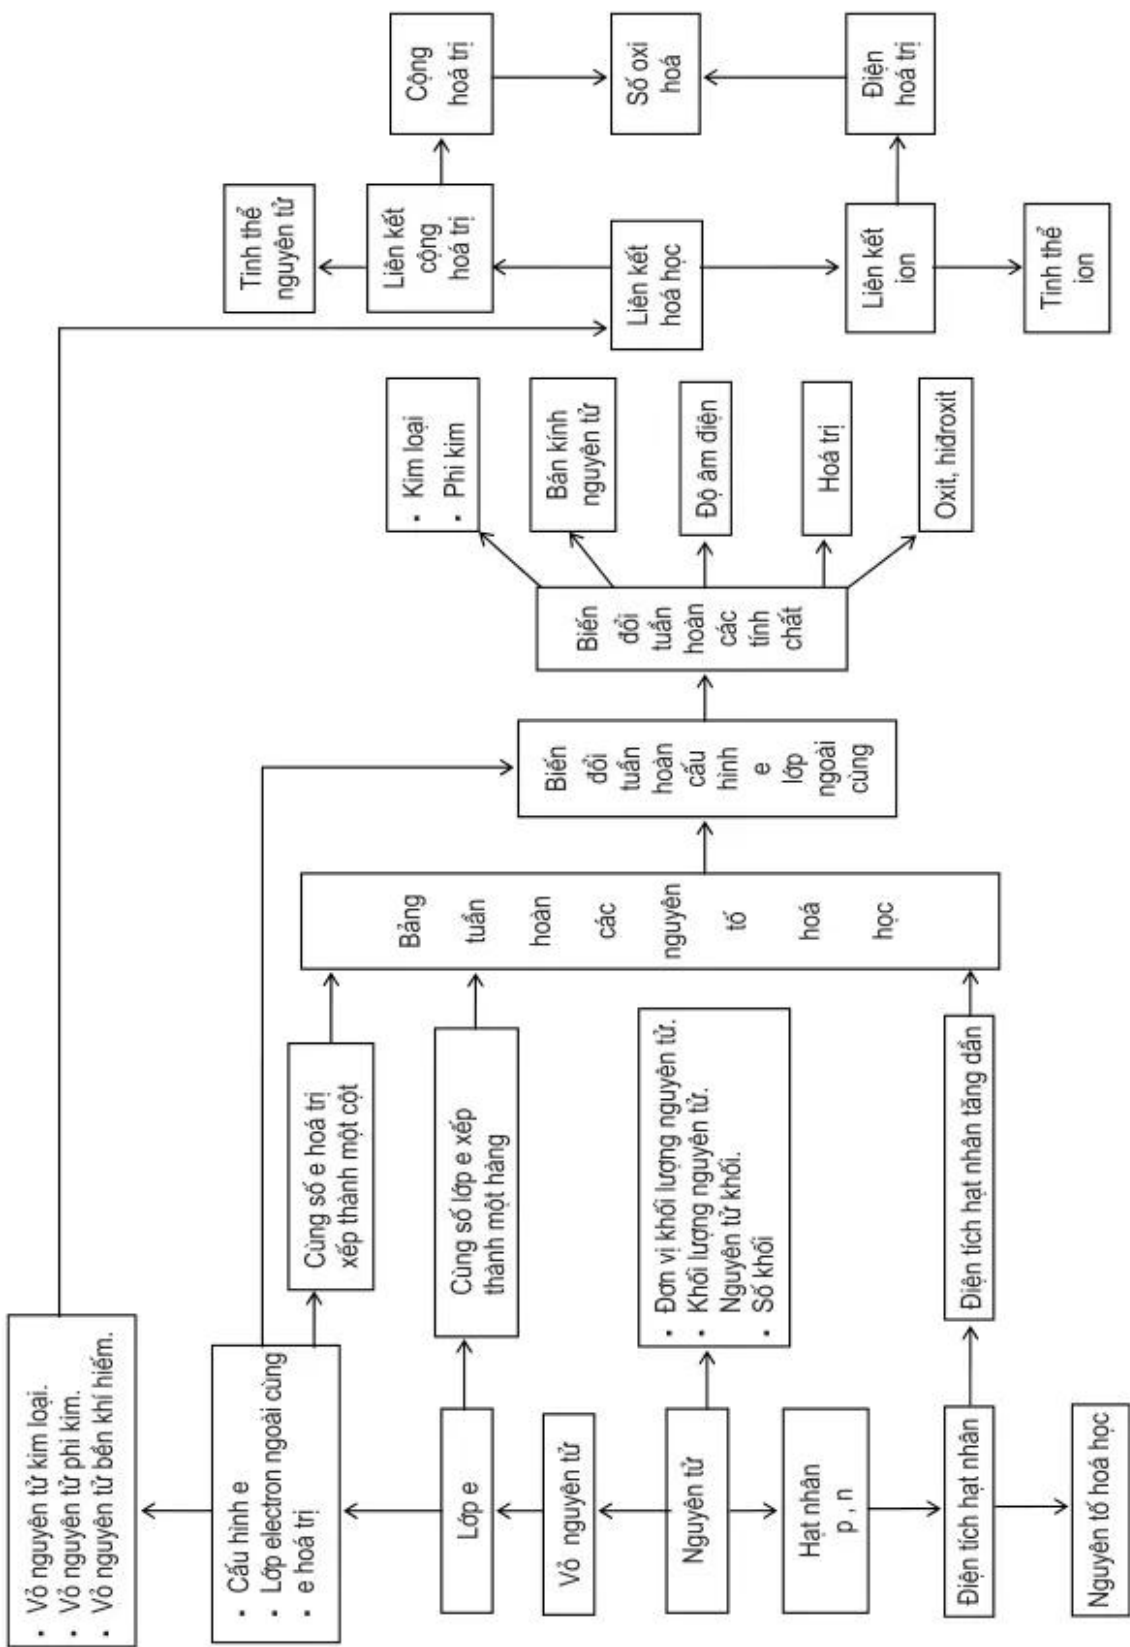 ▪ Vỏ nguyên tử kim loại.
▪ Vỏ nguyên tử phi kim.
▪ Vỏ nguyên tử bền khí hiếm.
▪ Cấu hình e
▪ Lớp electron ngoài cùng
▪ e hoá trị
Lớp e
Vỏ nguyên tử
Nguyên tử
Hạt nhân
p , n
Điện tích hạt nhân
Nguyên tố hoá học
Cùng số e hoá trị
xếp thành một cột
Cùng số lớp e xếp
thành một hàng
▪ Đơn vị khối lượng nguyên tử.
▪ Khối lượng nguyên tử.
Nguyên tử khối.
▪ Số khối
Điện tích hạt nhân tăng dần
Bảng
tuần
hoàn
các
nguyên
tố
hoá
học
Biến
đổi
tuần
hoàn
cấu
hình
e
lớp
ngoài
cùng
Biến
đổi
tuần
hoàn
các
tính
chất
▪ Kim loại
▪ Phi kim
Bán kính
nguyên tử
Độ âm điện
Hoá trị
Oxit, hiđroxit
Tinh thể
nguyên tử
Liên kết
cộng
hoá trị
Liên kết
hoá học
Liên kết
ion
Tinh thể
ion
Cộng
hoá trị
Số oxi
hoá
Điện
hoá trị